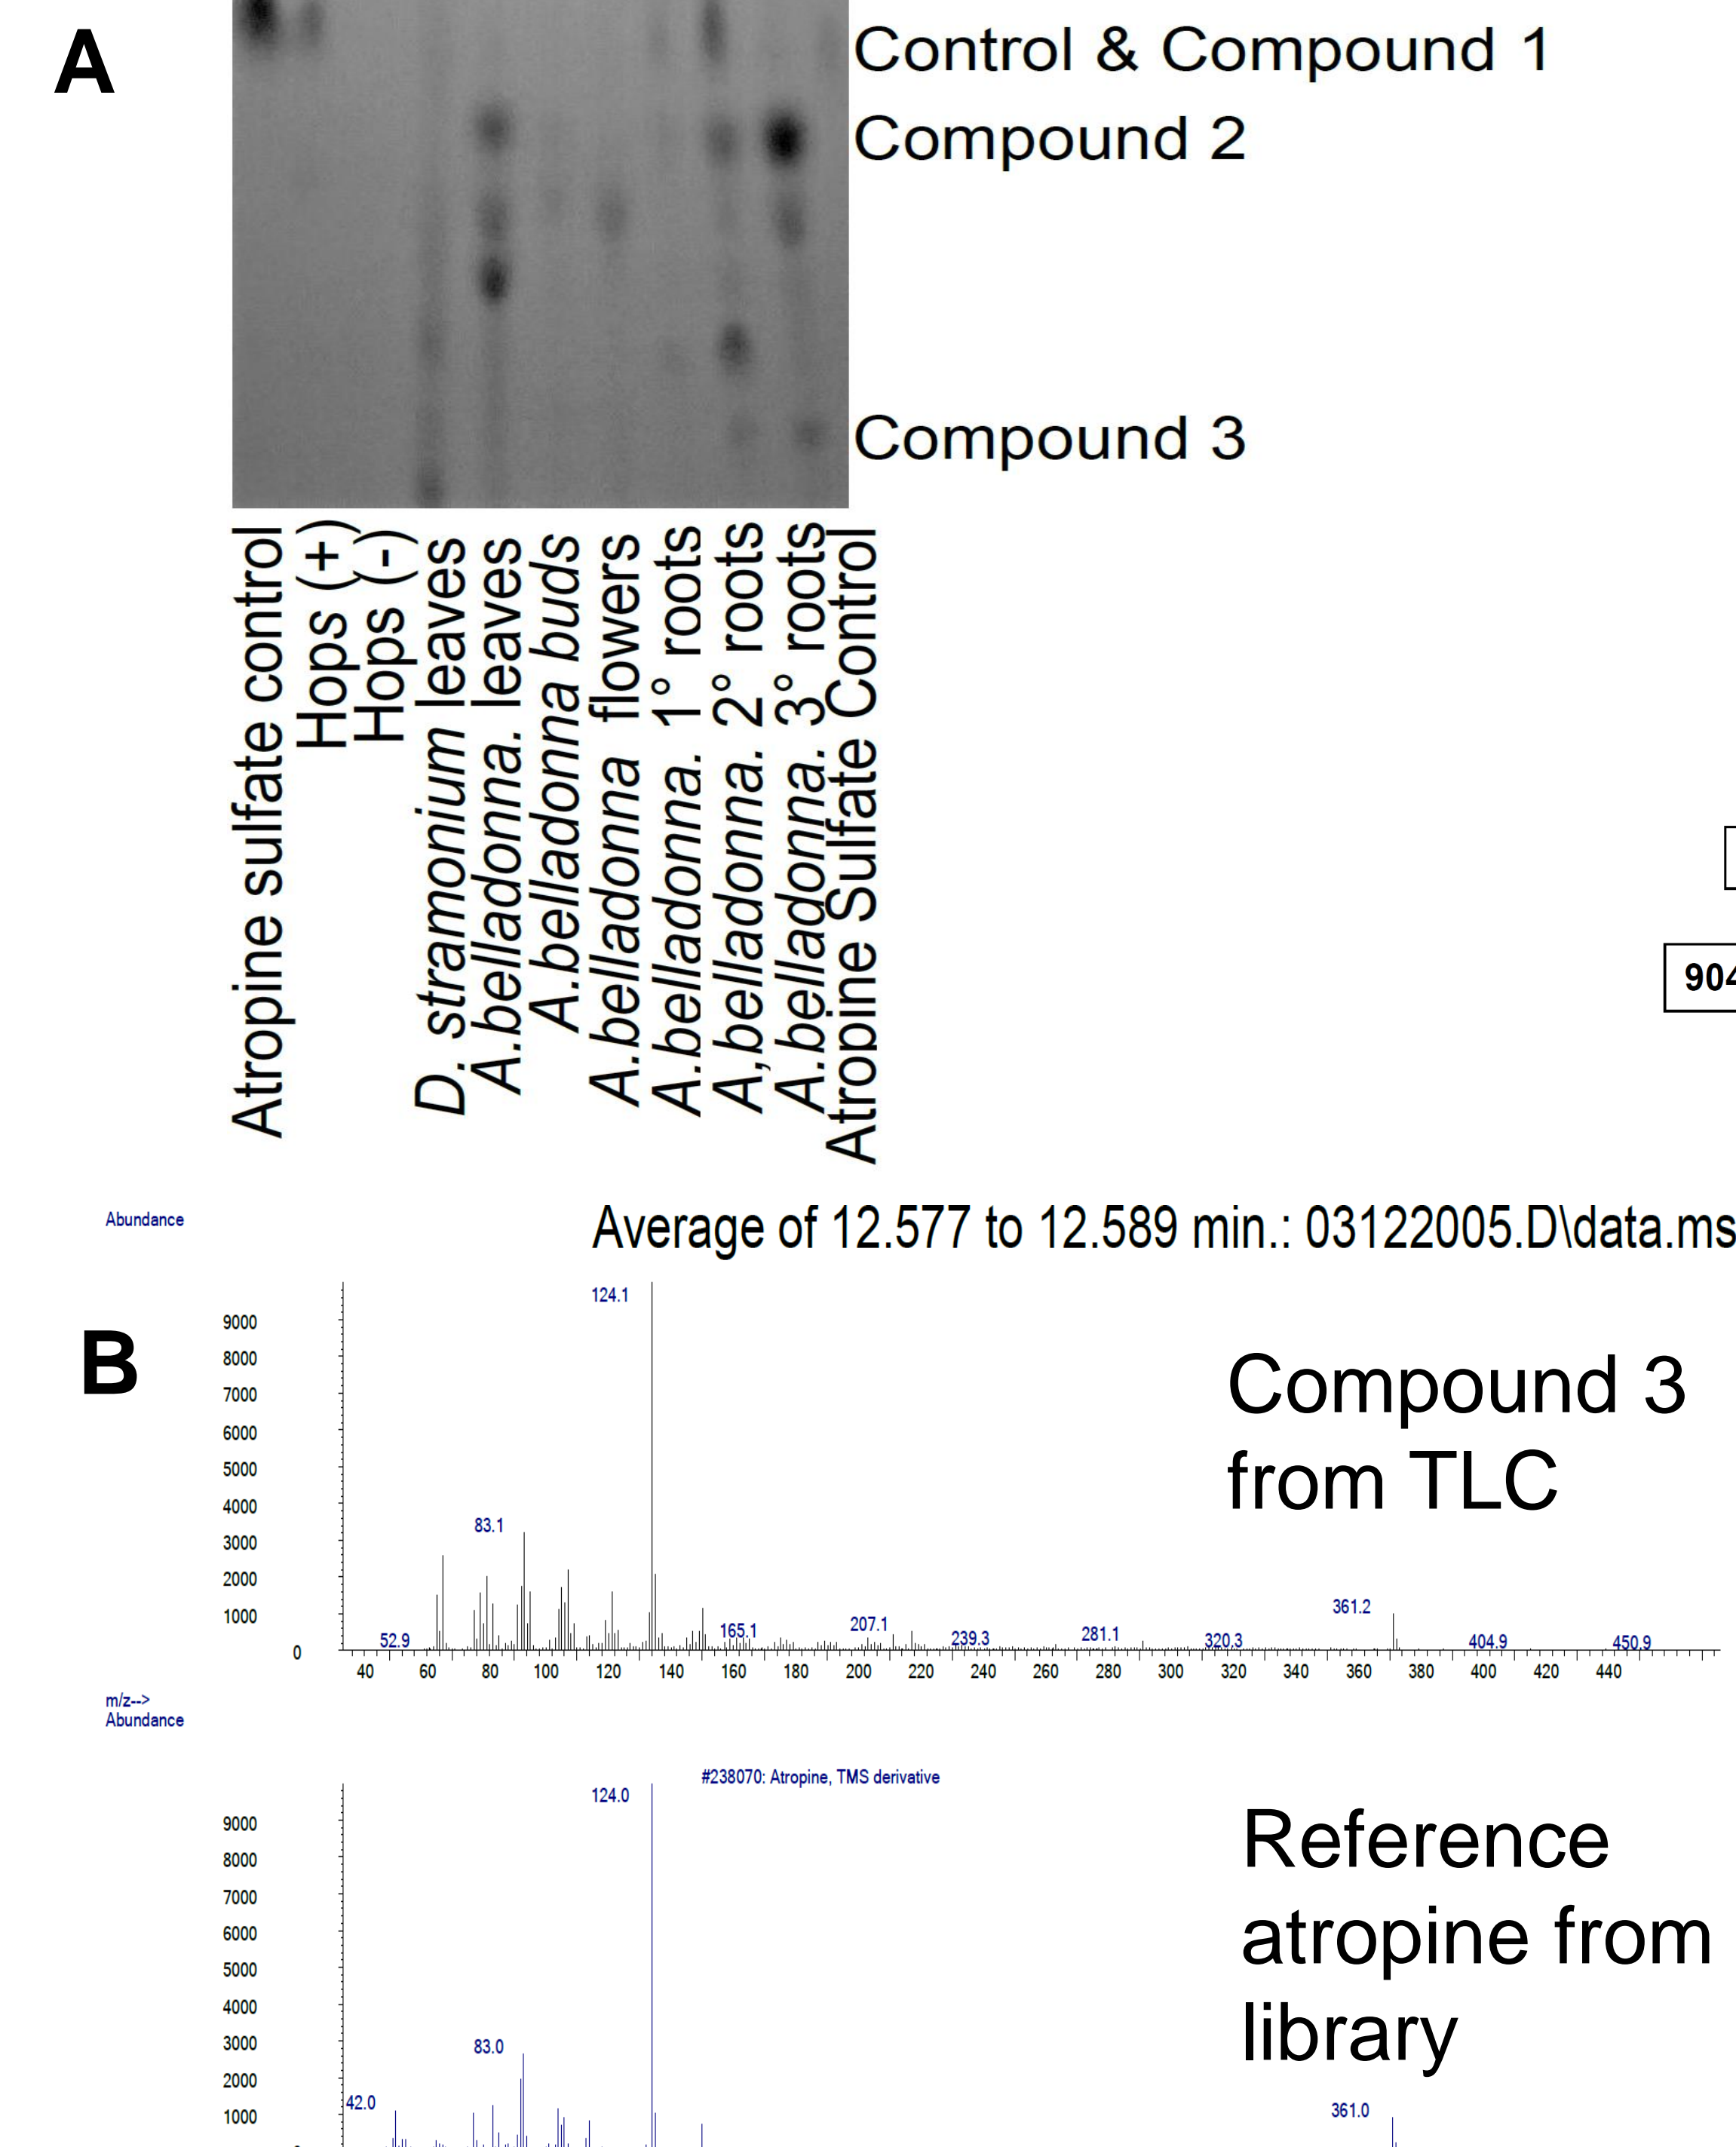 A
Control & Compound 1
Compound 2
Compound 3
Atropine sulfate control
Hops (+)
Hops (-)
D. stramonium leaves
A.belladonna. leaves
A.belladonna buds
A.belladonna flowers
A.belladonna. 1° roots
A,belladonna. 2° roots
A.belladonna. 3° roots
Atropine Sulfate Control
904
Abundance
Average of 12.577 to 12.589 min.: 03122005.D\data.ms
B
Compound 3
from TLC
124.1
9000
8000
7000
6000
5000
4000
3000
2000
1000
0
83.1
52.9
165.1
207.1
239.3
281.1
320.3
361.2
404.9
450.9
40 60 80 100 120 140 160 180 200 220 240 260 280 300 320 340 360 380 400 420 440
m/z-->
Abundance
#238070: Atropine, TMS derivative
Reference
atropine from
library
124.0
9000
8000
7000
6000
5000
4000
3000
2000
1000
83.0
42.0
361.0